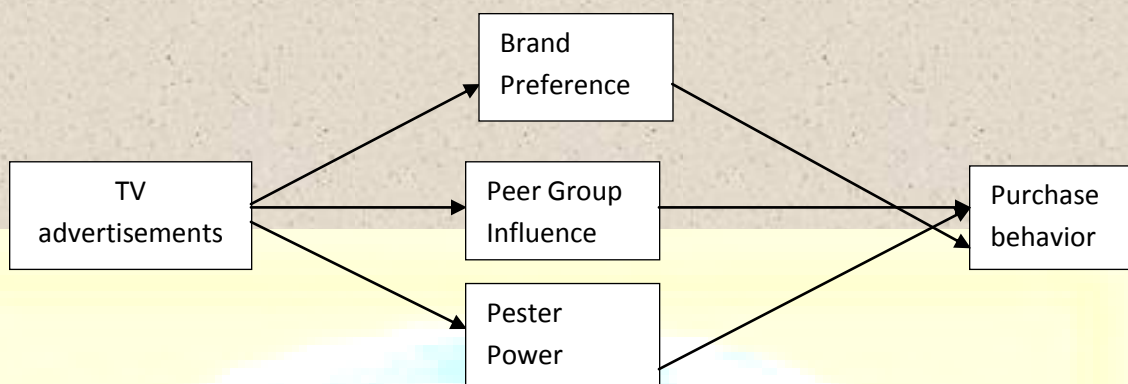 Brand
Preference
TV
advertisements
Peer Group
Influence
Purchase
behavior
Pester
Power